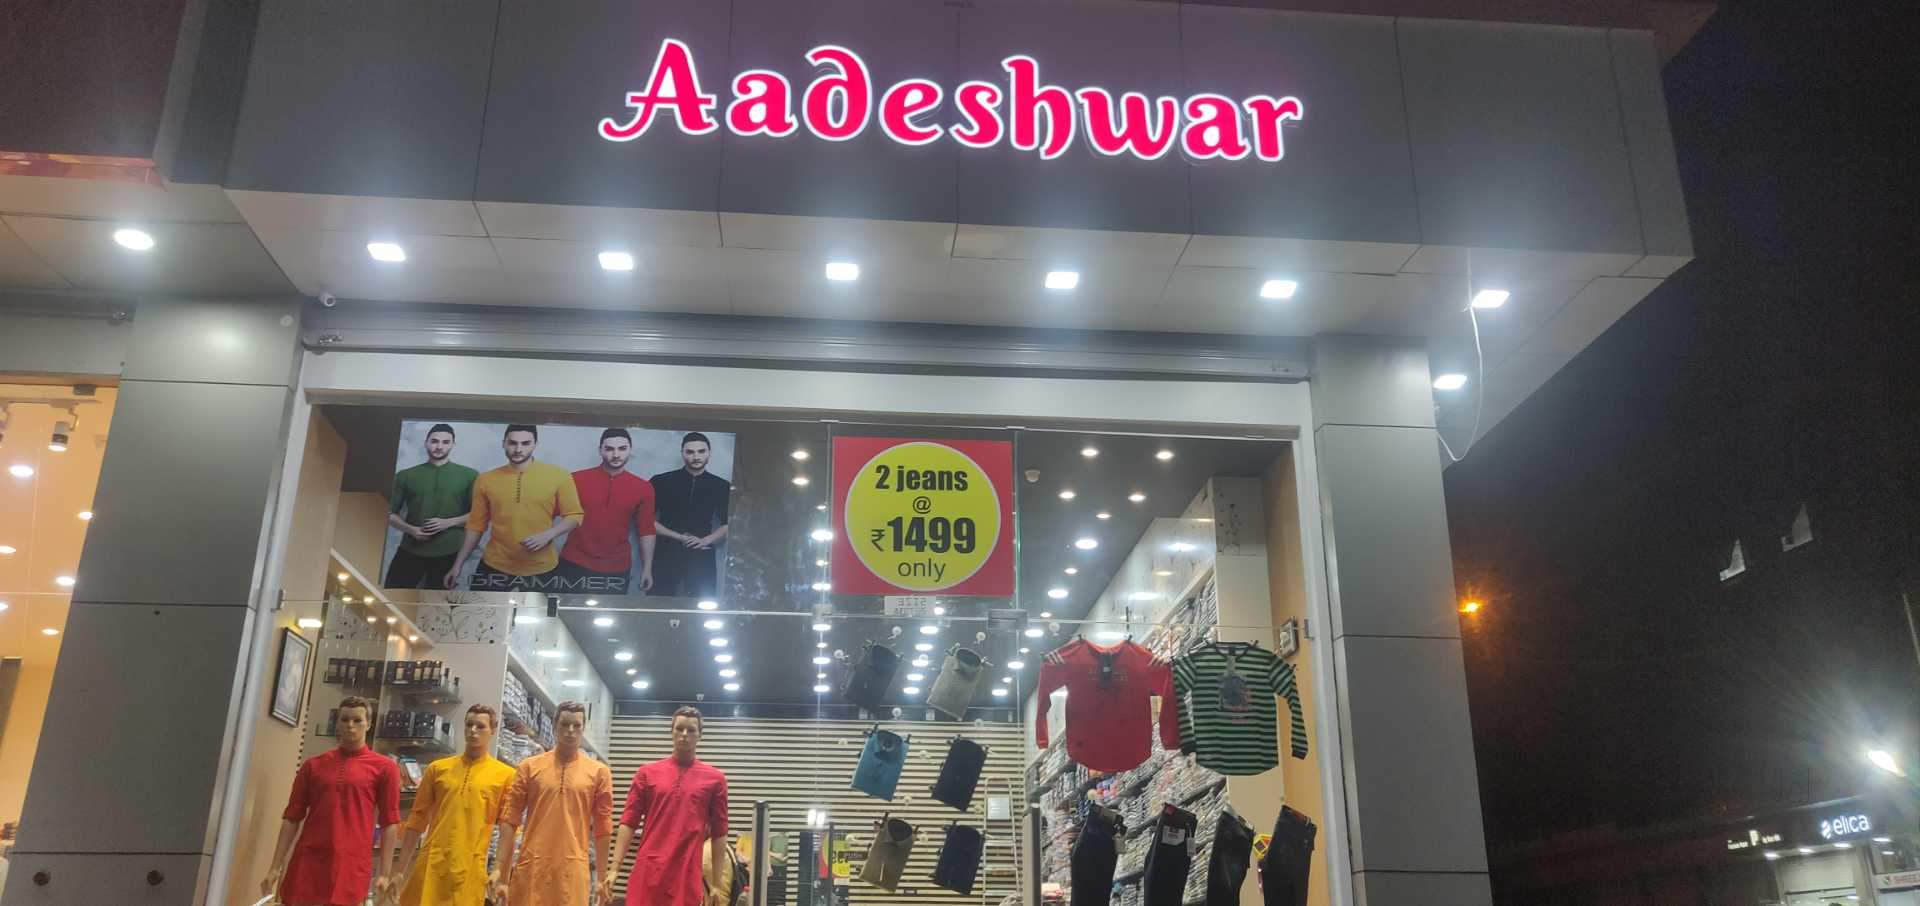 Aadeshwar
GRAMMER
2 jeans
@
₹1499
only
elica